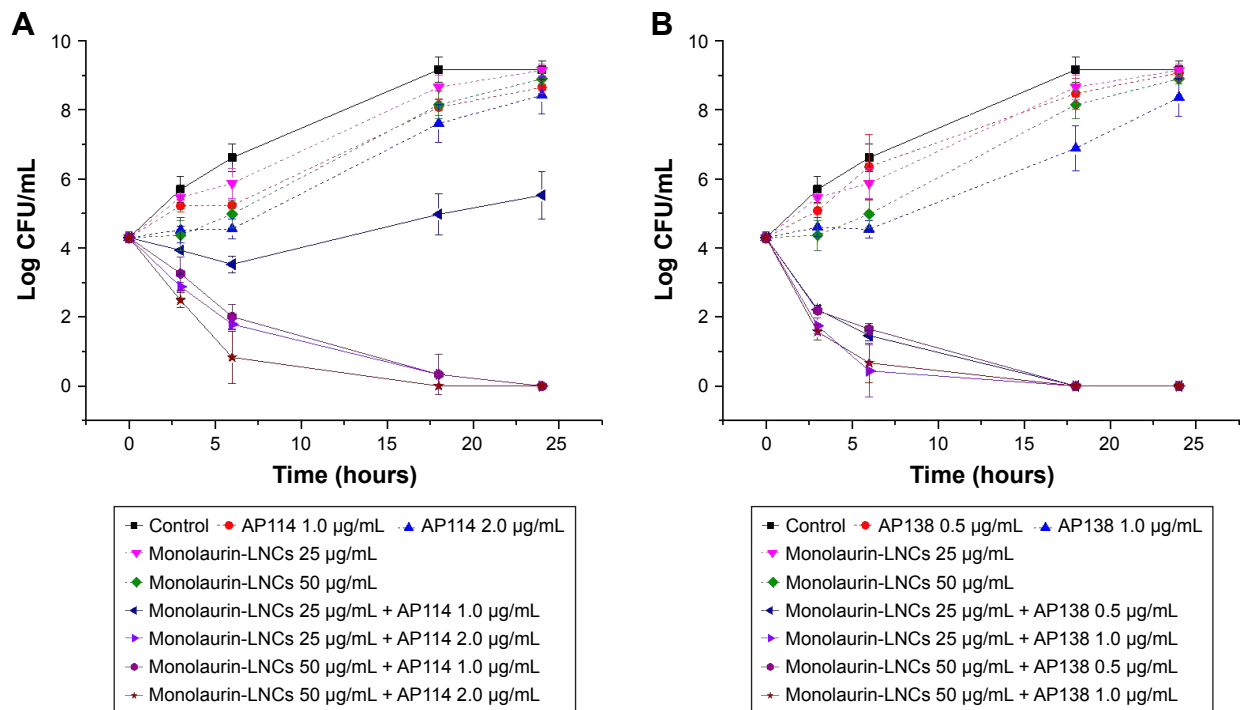 A
10
8
6
4
2
0
Log CFU/mL
0 5 10 15 20 25
Time (hours)
Control AP114 1.0 µg/mL AP114 2.0 µg/mL
Monolaurin-LNCs 25 µg/mL
Monolaurin-LNCs 50 µg/mL
Monolaurin-LNCs 25 µg/mL + AP114 1.0 µg/mL
Monolaurin-LNCs 25 µg/mL + AP114 2.0 µg/mL
Monolaurin-LNCs 50 µg/mL + AP114 1.0 µg/mL
Monolaurin-LNCs 50 µg/mL + AP114 2.0 µg/mL
B
10
8
6
4
2
0
Log CFU/mL
0 5 10 15 20 25
Time (hours)
Control AP138 0.5 µg/mL AP138 1.0 µg/mL
Monolaurin-LNCs 25 µg/mL
Monolaurin-LNCs 50 µg/mL
Monolaurin-LNCs 25 µg/mL + AP138 0.5 µg/mL
Monolaurin-LNCs 25 µg/mL + AP138 1.0 µg/mL
Monolaurin-LNCs 50 µg/mL + AP138 0.5 µg/mL
Monolaurin-LNCs 50 µg/mL + AP138 1.0 µg/mL